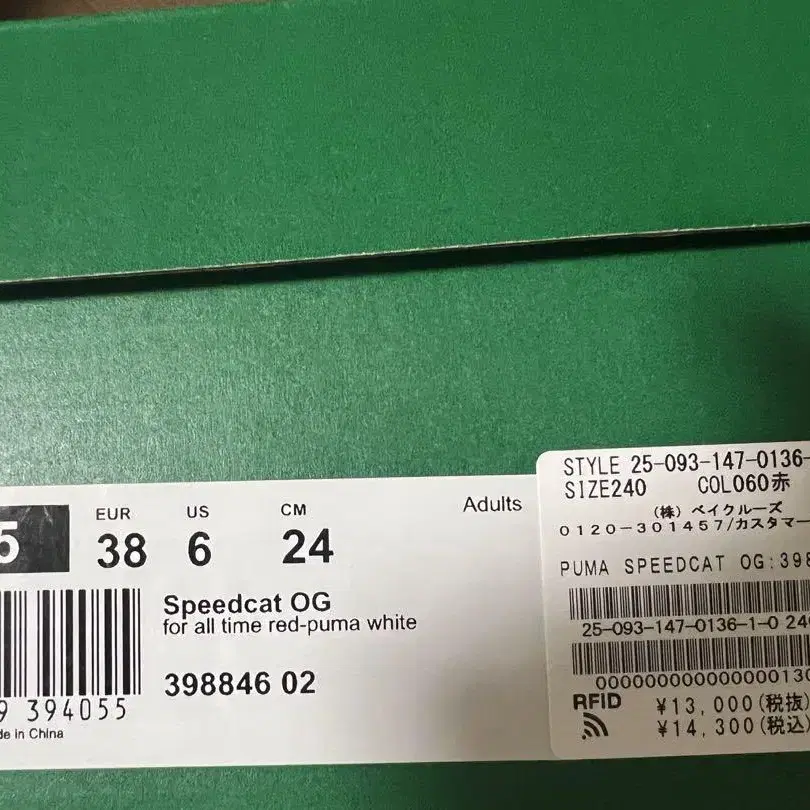 5
EUR
38
US
6
CM
24
Adults
Speedcat OG
for all time red-puma white
398846 02
9 394055
de in China
STYLE 25-093-147-0136-
SIZE240 COL060赤
(株) ベイクルーズ
0120-301457/カスタマー
PUMA SPEEDCAT OG:398
25-093-147-0136-1-0 240
00000000000000000130
RFID
¥13,000(税抜)
¥14,300(税込)